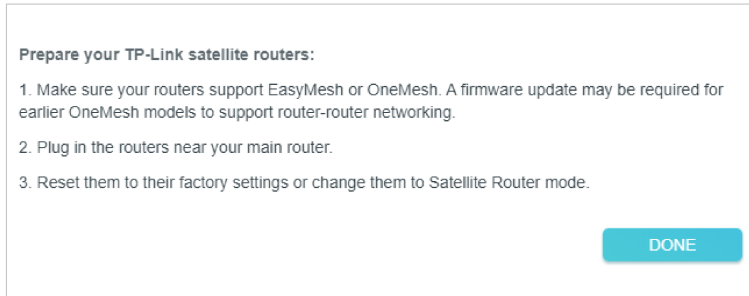 Prepare your TP-Link satellite routers:
1. Make sure your routers support EasyMesh or OneMesh. A firmware update may be required for
earlier OneMesh models to support router-router networking.
2. Plug in the routers near your main router.
3. Reset them to their factory settings or change them to Satellite Router mode.
DONE